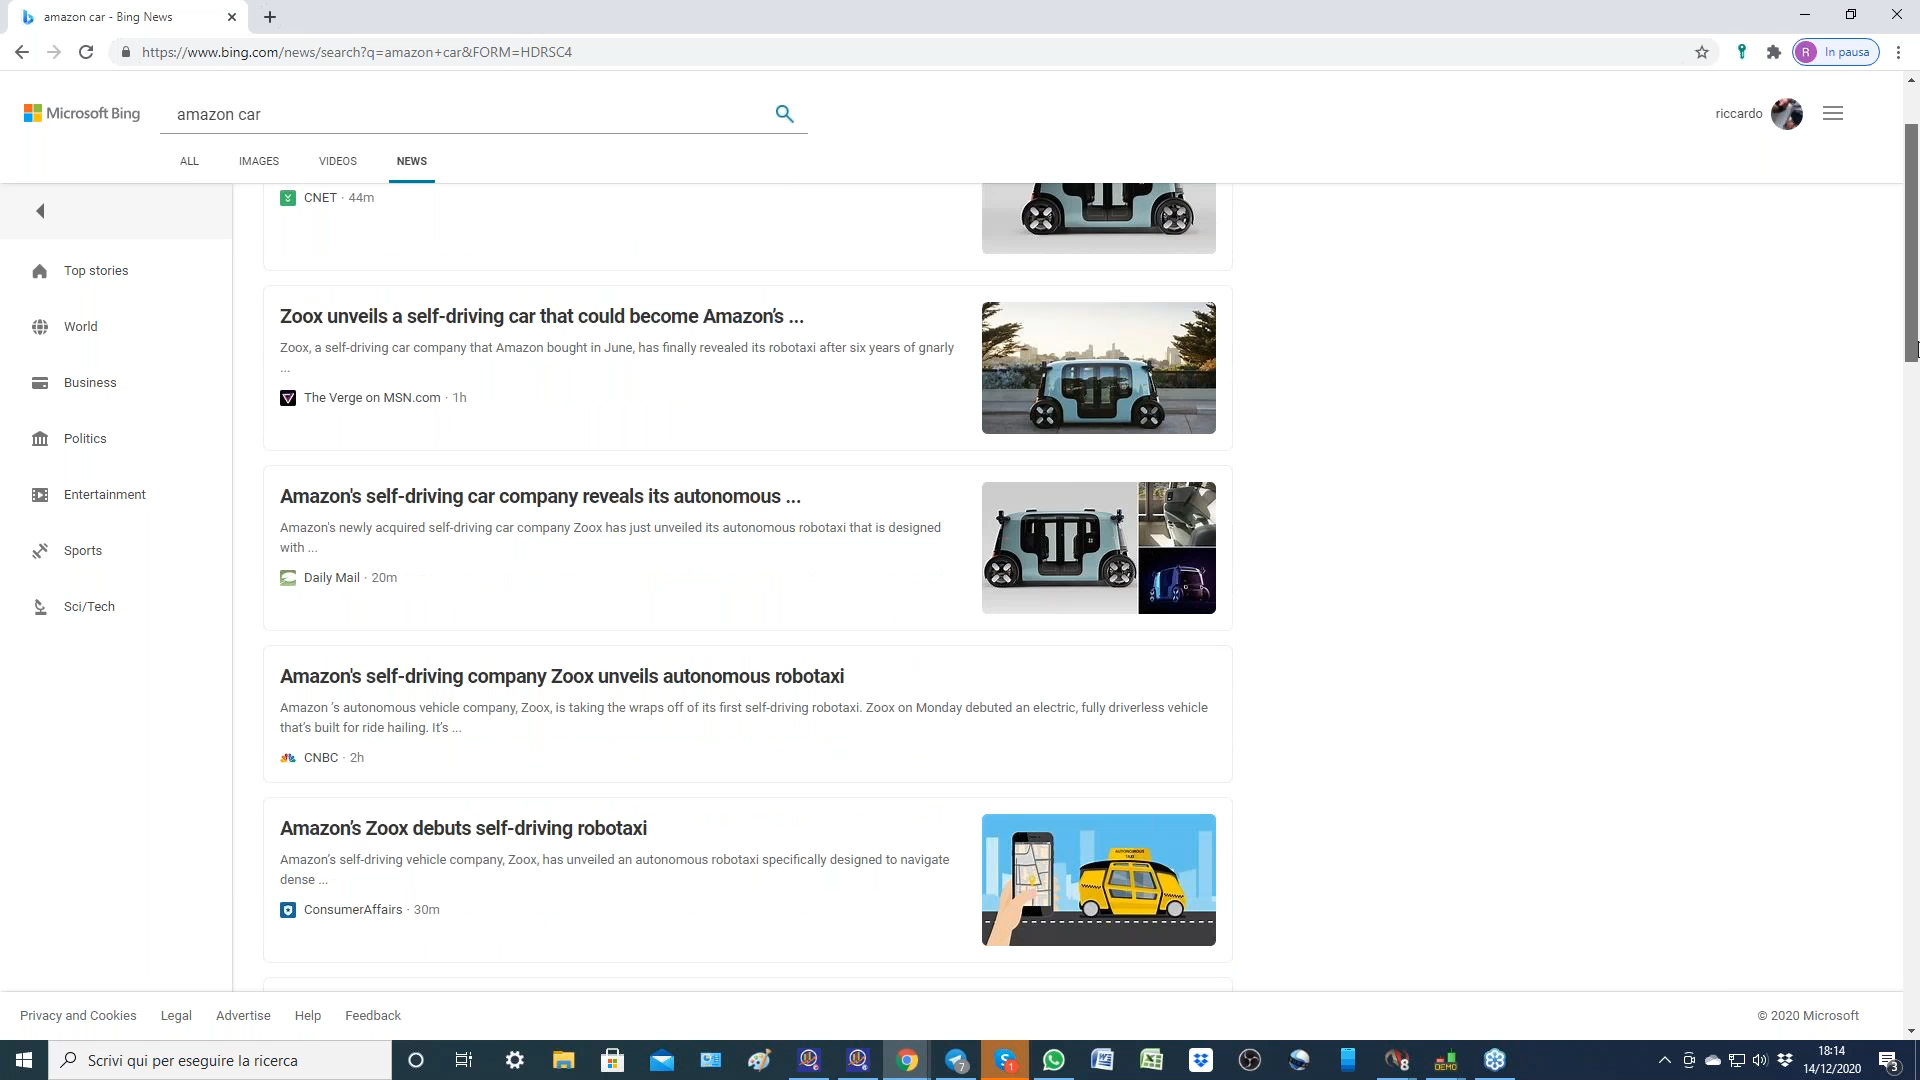 amazon car - Bing News
https://www.bing.com/news/search?q=amazon+car&FORM=HDRSC4
R In pausa
Microsoft Bing
amazon car
riccardo
ALL IMAGES VIDEOS NEWS
CNET · 44m
Top stories
World
Business
Politics
Entertainment
Sports
Sci/Tech
Zoox unveils a self-driving car that could become Amazon's ...
Zoox, a self-driving car company that Amazon bought in June, has finally revealed its robotaxi after six years of gnarly
...
The Verge on MSN.com · 1h
Amazon's self-driving car company reveals its autonomous ...
Amazon's newly acquired self-driving car company Zoox has just unveiled its autonomous robotaxi that is designed
with ...
Daily Mail · 20m
Amazon's self-driving company Zoox unveils autonomous robotaxi
Amazon 's autonomous vehicle company, Zoox, is taking the wraps off of its first self-driving robotaxi. Zoox on Monday debuted an electric, fully driverless vehicle
that's built for ride hailing. It's ...
CNBC · 2h
Amazon's Zoox debuts self-driving robotaxi
Amazon's self-driving vehicle company, Zoox, has unveiled an autonomous robotaxi specifically designed to navigate
dense ...
ConsumerAffairs · 30m
AUTONOMOUS
TAXI
Privacy and Cookies Legal Advertise Help Feedback
© 2020 Microsoft
Scrivi qui per eseguire la ricerca
7
1
8
DEMO
18:14
14/12/2020
3